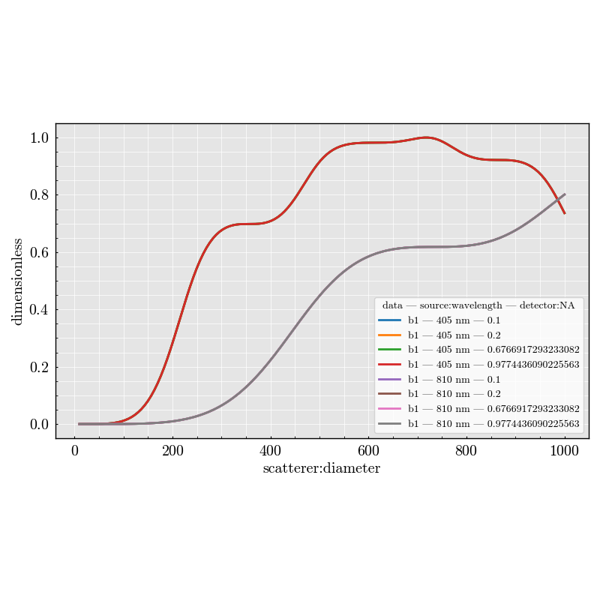 1.0
0.8
0.6
0.4
0.2
0.0
dimensionless
data — source:wavelength — detector:NA
b1 — 405 nm — 0.1
b1 — 405 nm — 0.2
b1 — 405 nm — 0.6766917293233082
b1 — 405 nm — 0.9774436090225563
b1 — 810 nm — 0.1
b1 — 810 nm — 0.2
b1 — 810 nm — 0.6766917293233082
b1 — 810 nm — 0.9774436090225563
0 200 400 600 800 1000
scatterer:diameter